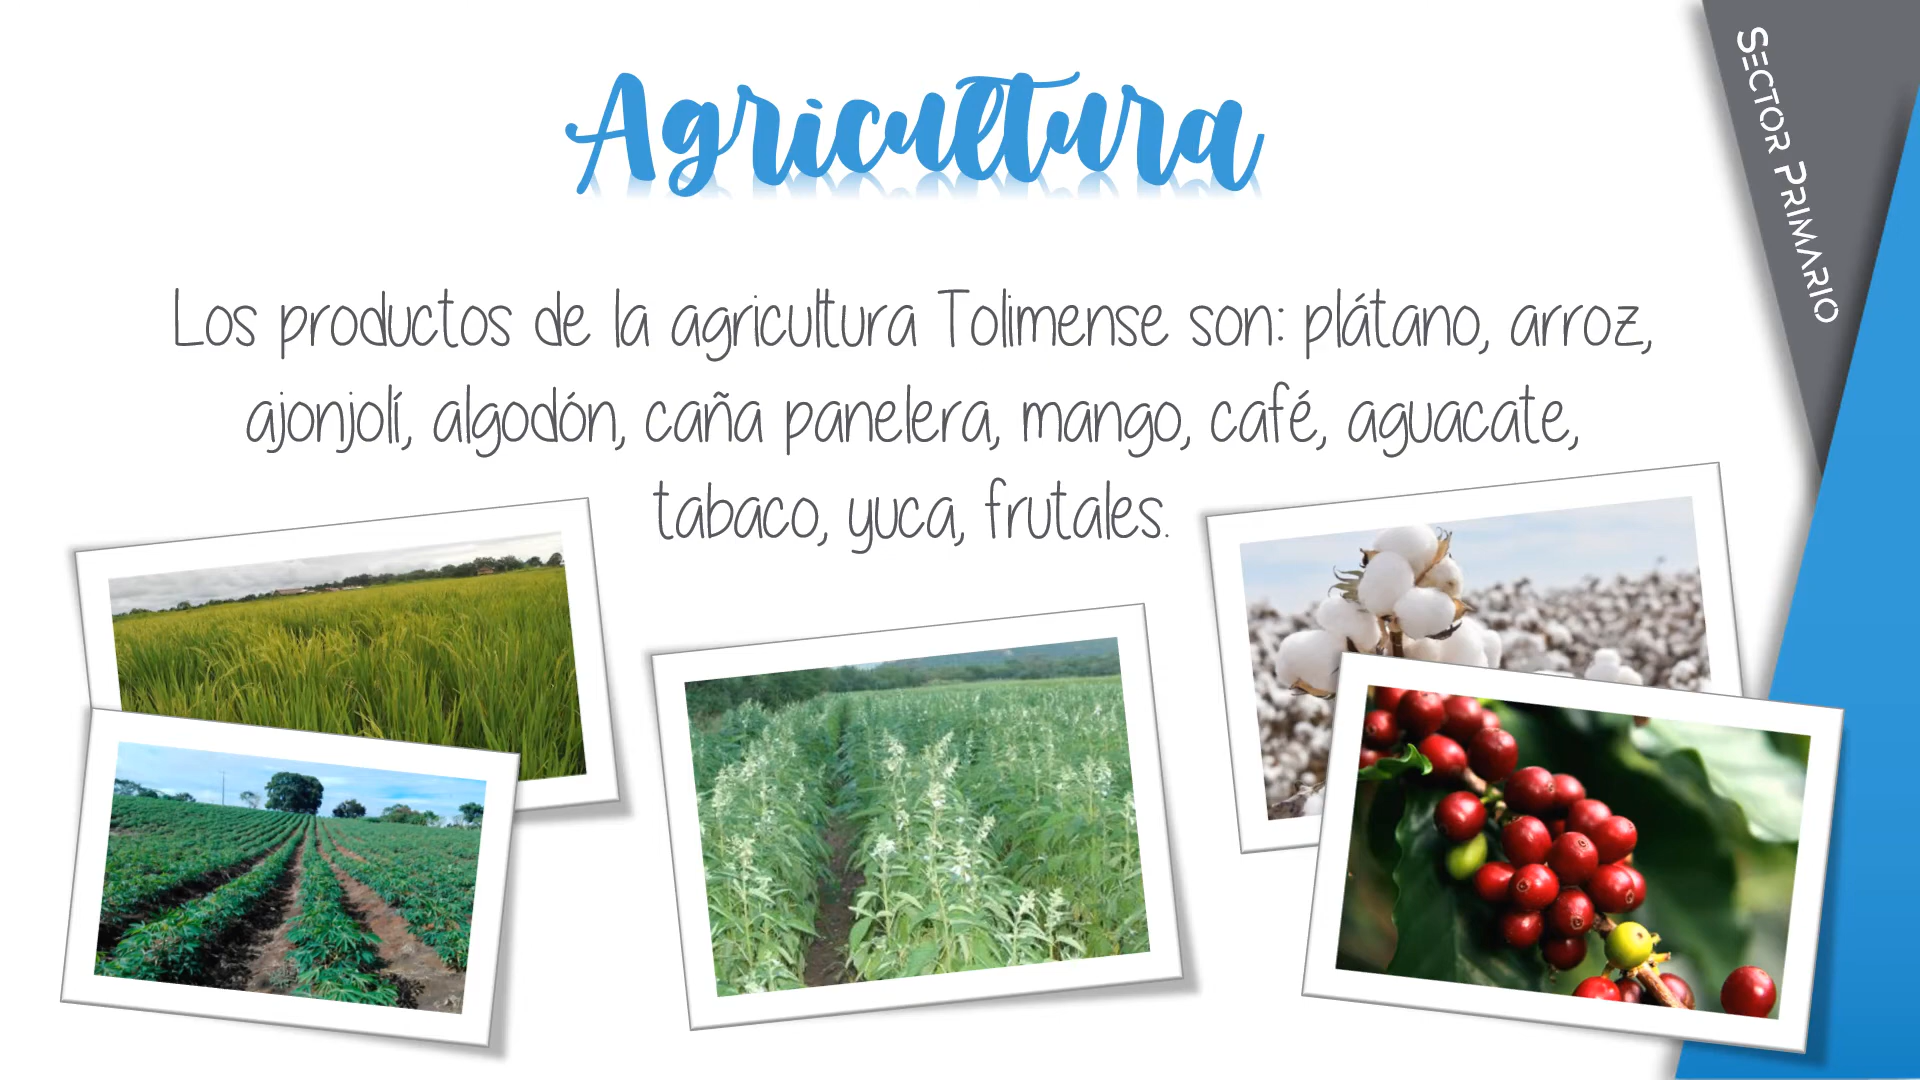 Agricultura
Sector Primario
Los productos de la agricultura Tolimense son: plátano, arroz,
ajonjolí, algodón, caña panelera, mango, café, aguacate,
tabaco, yuca, frutales.